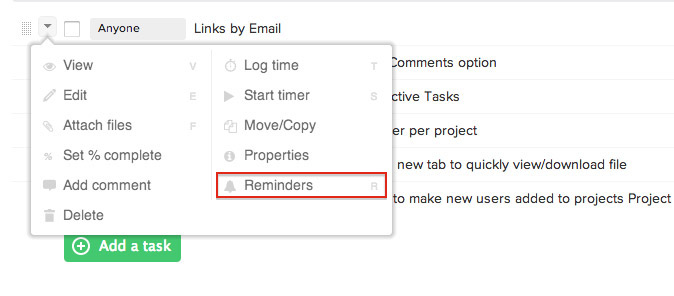 Anyone Links by Email
View V
Edit E
Attach files F
% Set % complete
Add comment
Delete
Log time T
Start timer S
Move/Copy
Properties
Reminders R
Comments option
ctive Tasks
er per project
new tab to quickly view/download file
to make new users added to projects Project
Add a task